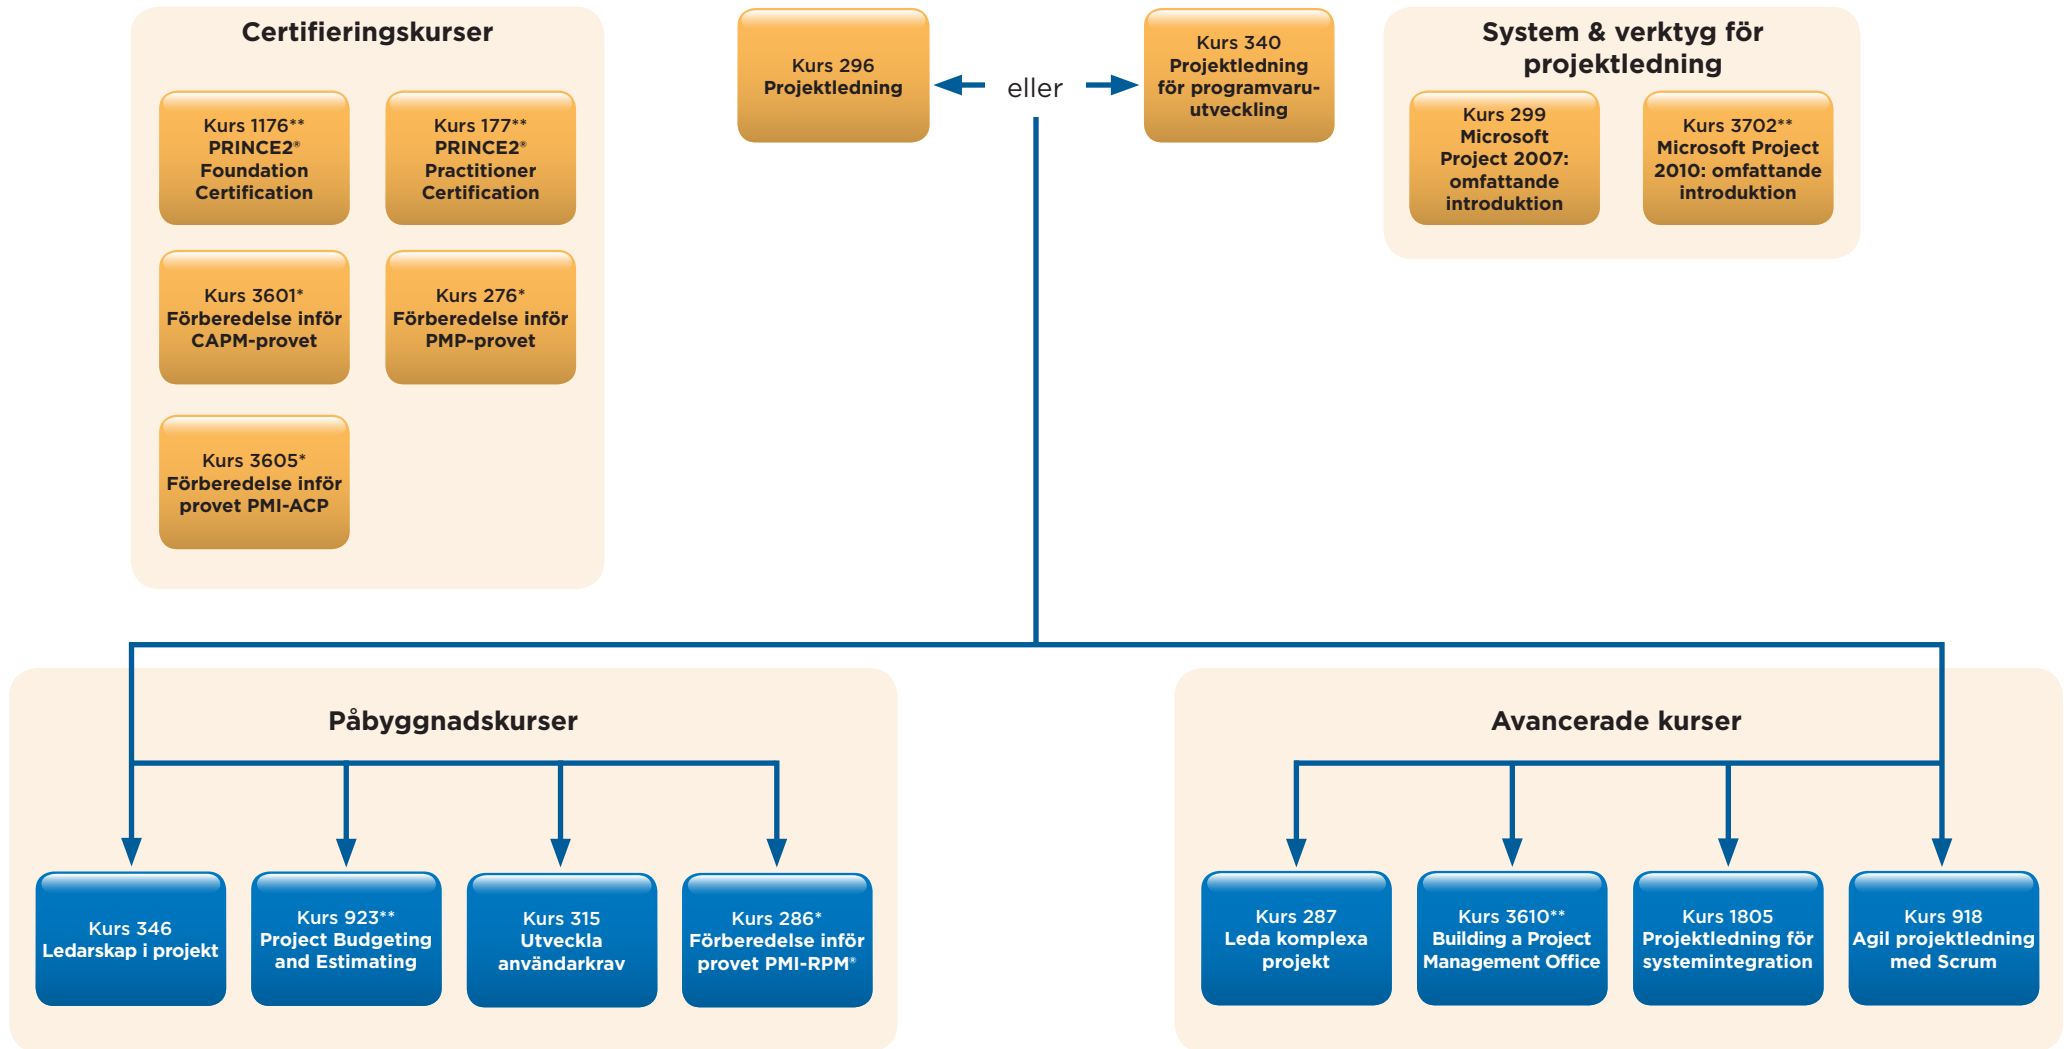 Certifieringskurser
Kurs 1176**
PRINCE2®
Foundation
Certification
Kurs 177**
PRINCE2®
Practitioner
Certification
Kurs 3601*
Förberedelse inför
CAPM-provet
Kurs 276*
Förberedelse inför
PMP-provet
Kurs 3605*
Förberedelse inför
provet PMI-ACP
Kurs 296
Projektledning
eller
Kurs 340
Projektledning
för programvaru-
utveckling
System & verktyg för
projektledning
Kurs 299
Microsoft
Project 2007:
omfattande
introduktion
Kurs 3702**
Microsoft Project
2010: omfattande
introduktion
Påbyggnadskurser
Kurs 346
Ledarskap i projekt
Kurs 923**
Project Budgeting
and Estimating
Kurs 315
Utveckla
användarkrav
Kurs 286*
Förberedelse inför
provet PMI-RPM®
Avancerade kurser
Kurs 287
Leda komplexa
projekt
Kurs 3610**
Building a Project
Management Office
Kurs 1805
Projektledning för
systemintegration
Kurs 918
Agil projektledning
med Scrum